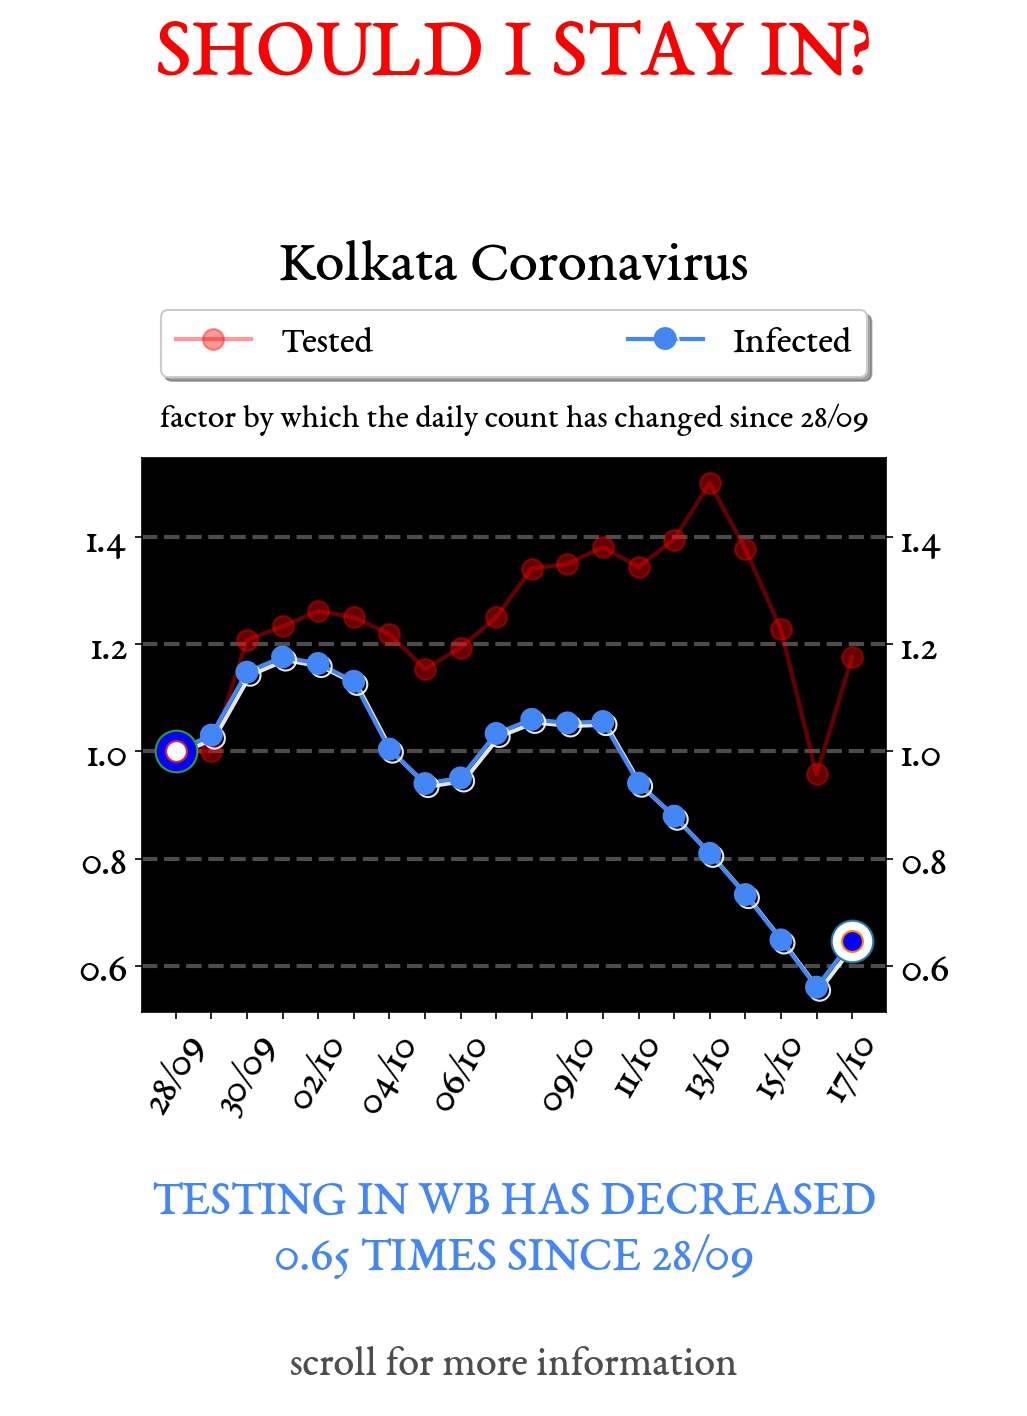 SHOULD I STAY IN?
Kolkata Coronavirus
Tested Infected
factor by which the daily count has changed since 28/09
1.4 1.4
1.2 1.2
1.0 1.0
0.8 0.8
0.6 0.6
28/09 30/09 02/10 04/10 06/10 09/10 11/10 13/10 15/10 17/10
TESTING IN WB HAS DECREASED
0.65 TIMES SINCE 28/09
scroll for more information